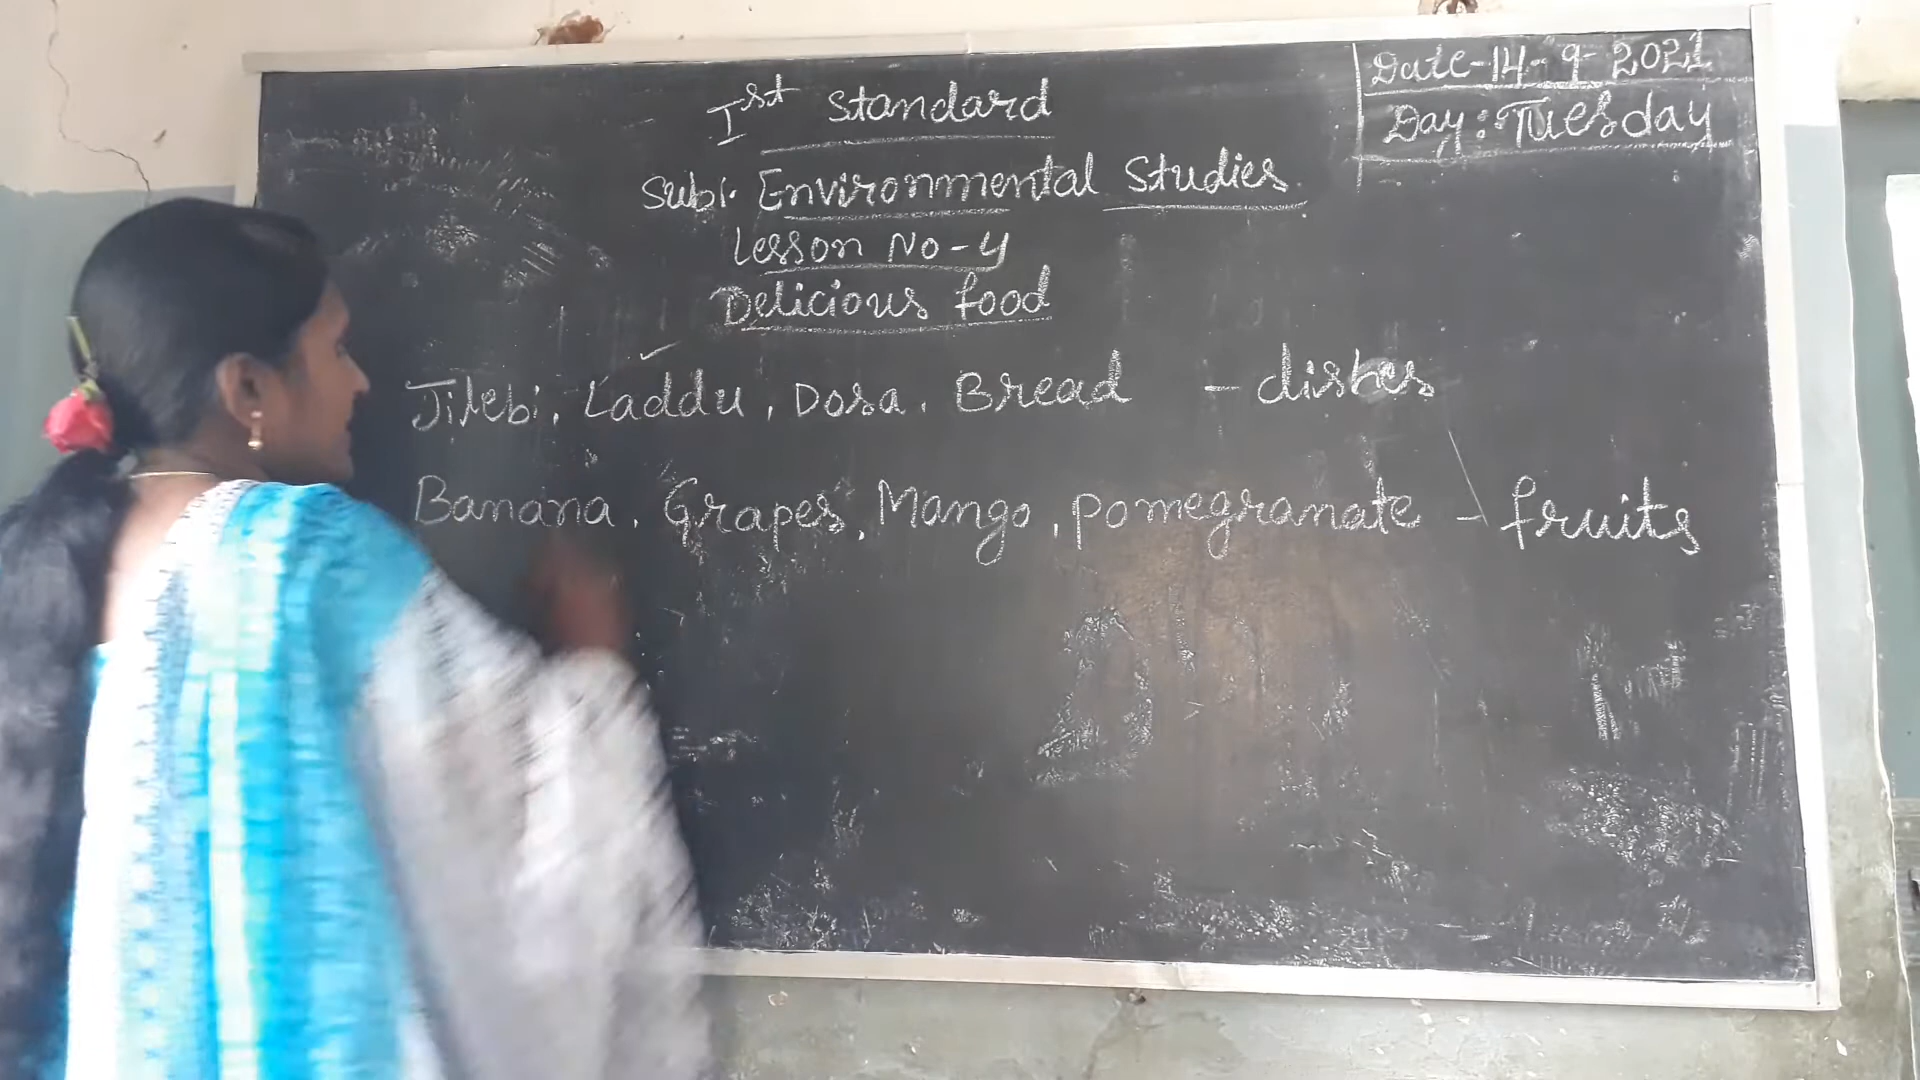 Date-14-9-2021
Day: Tuesday
Ist Standard
Sub:. Environmental Studies.
Lesson No-4
Delicious food
Jilebi, Laddu, Dosa, Bread - dishes
Banana, Grapes, Mango, pomegranate - fruits